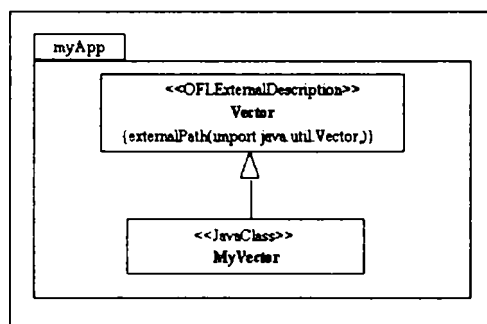 myApp
<<OFLExternalDescription>>
Vector
{externalPath(import java.util.Vector;)}
<<JavaClass>>
MyVector